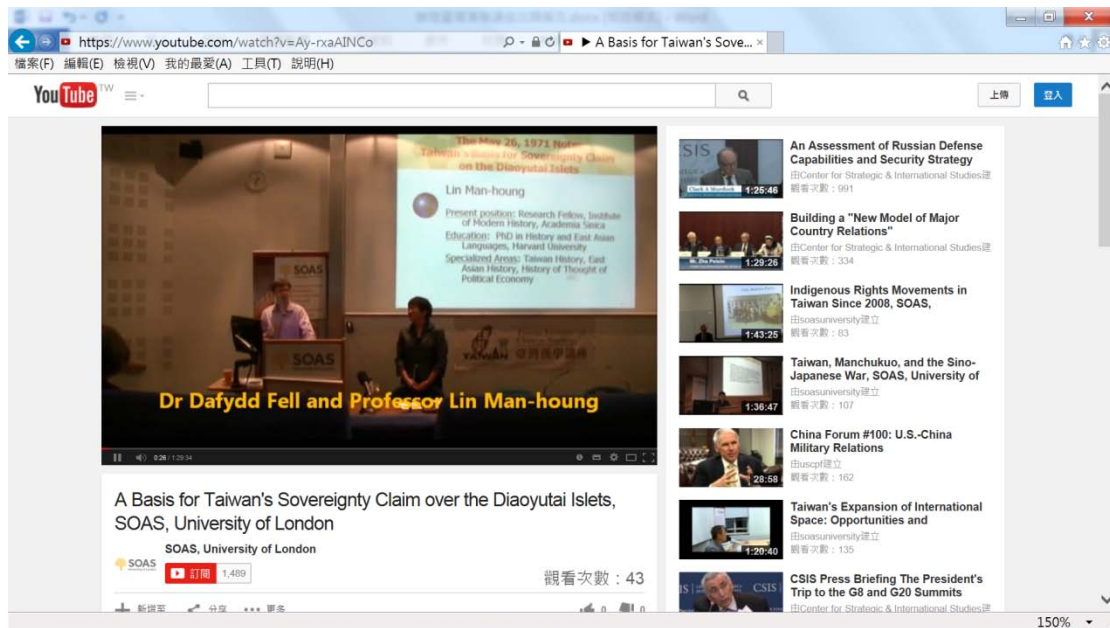 https://www.youtube.com/watch?v=Ay-rxaAINCo
A Basis for Taiwan's Sove...
檔案(F) 編輯(E) 檢視(V) 我的最愛(A) 工具(T) 說明(H)
You Tube TW
上傳
登入
The May 26, 1971 Note:
Taiwan's Basis for Sovereignty Claim
on the Diaoyutai Islets
Lin Man-houng
Present position: Research Fellow, Institute
of Modern History, Academia Sinica
Education: PhD in History and East Asian
Languages, Harvard University
Specialized Areas: Taiwan History, East
Asian History, History of Thought of
Political Economy
SOAS
SOAS
TAIWAN
Dr Dafydd Fell and Professor Lin Man-houng
0:26 / 1:29:34
A Basis for Taiwan's Sovereignty Claim over the Diaoyutai Islets,
SOAS, University of London
SOAS, University of London
SOAS
訂閱 1,489
觀看次數：43
新增至 分享 更多
0 0
SIS
1:25:46
An Assessment of Russian Defense
Capabilities and Security Strategy
由Center for Strategic & International Studies建
觀看次數：991
1:29:26
Building a "New Model of Major
Country Relations"
由Center for Strategic & International Studies建
觀看次數：334
1:43:25
Indigenous Rights Movements in
Taiwan Since 2008, SOAS,
由soasuniversity建立
觀看次數：83
1:36:47
Taiwan, Manchukuo, and the Sino-
Japanese War, SOAS, University of
由soasuniversity建立
觀看次數：107
28:58
China Forum #100: U.S.-China
Military Relations
由uscpf建立
觀看次數：162
1:20:40
Taiwan's Expansion of International
Space: Opportunities and
由soasuniversity建立
觀看次數：135
CSIS
CSIS Press Briefing The President's
Trip to the G8 and G20 Summits
由Center for Strategic & International Studies建
150%